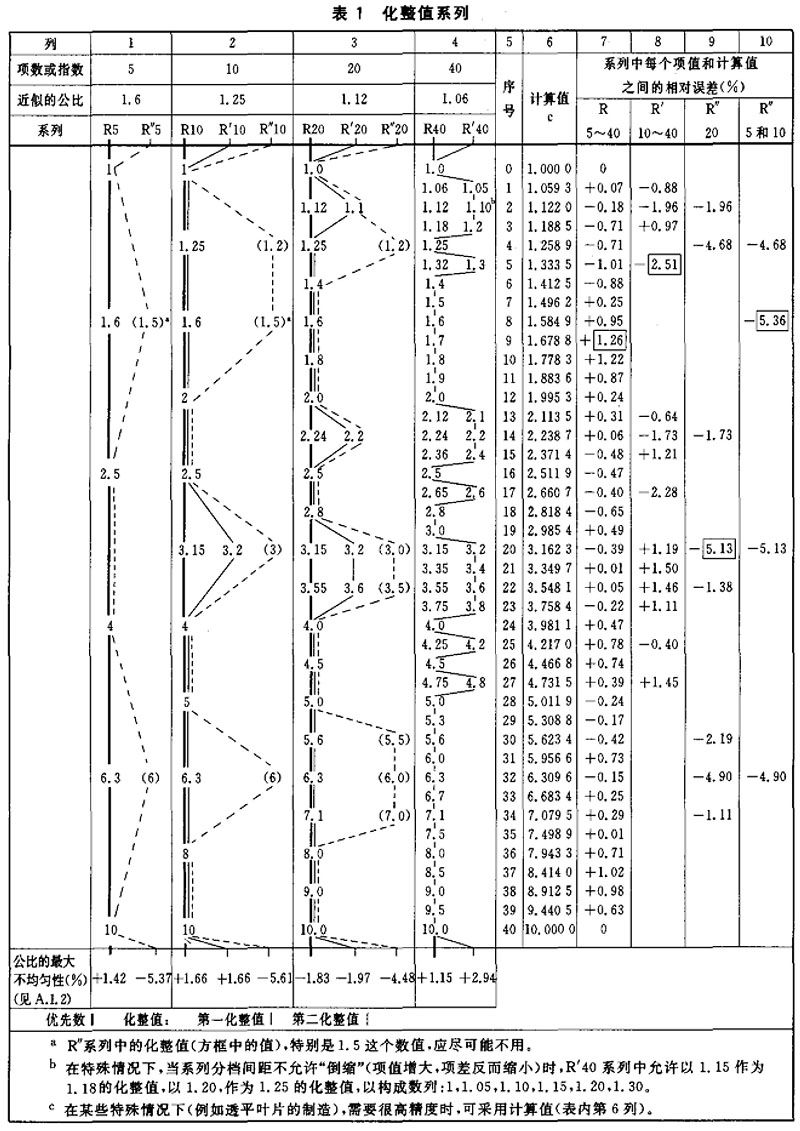 表 1 化整值系列
列 1 2 3 4 5 6 7 8 9 10
项数或指数 5 10 20 40 序号 计算值c 系列中每个项值和计算值之间的相对误差(%)
近似的公比 1.6 1.25 1.12 1.06 R R′ R″ R″
系列 R5 R″5 R10 R′10 R″10 R20 R′20 R″20 R40 R′40 5～40 10～40 20 5 和 10
1 1 1.0 1.0 0 1.000 0 0
1.06 1.05 1 1.059 3 +0.07 −0.88
1.12 1.1 1.12 1.10b 2 1.122 0 −0.18 −1.96 −1.96
1.18 1.2 3 1.188 5 −0.71 +0.97
1.25 (1.2) 1.25 (1.2) 1.25 4 1.258 9 −0.71 −4.68 −4.68
1.32 1.3 5 1.333 5 −1.01 −2.51
1.4 1.4 6 1.412 5 −0.88
1.5 7 1.496 2 +0.25
1.6 (1.5)a 1.6 (1.5)a 1.6 1.6 8 1.584 9 +0.95 −5.36
1.7 9 1.678 8 +1.26
1.8 1.8 10 1.778 3 +1.22
1.9 11 1.883 6 +0.87
2 2.0 2.0 12 1.995 3 +0.24
2.12 2.1 13 2.113 5 +0.31 −0.64
2.24 2.2 2.24 2.2 14 2.238 7 +0.06 −1.73 −1.73
2.36 2.4 15 2.371 4 −0.48 +1.21
2.5 2.5 2.5 2.5 16 2.511 9 −0.47
2.65 2.6 17 2.660 7 −0.40 −2.28
2.8 2.8 18 2.818 4 −0.65
3.0 19 2.985 4 +0.49
3.15 3.2 (3) 3.15 3.2 (3.0) 3.15 3.2 20 3.162 3 −0.39 +1.19 −5.13 −5.13
3.35 3.4 21 3.349 7 +0.01 +1.50
3.55 3.6 (3.5) 3.55 3.6 22 3.548 1 +0.05 +1.46 −1.38
3.75 3.8 23 3.758 4 −0.22 +1.11
4 4 4.0 4.0 24 3.981 1 +0.47
4.25 4.2 25 4.217 0 +0.78 −0.40
4.5 4.5 26 4.466 8 +0.74
4.75 4.8 27 4.731 5 +0.39 +1.45
5 5.0 5.0 28 5.011 9 −0.24
5.3 29 5.308 8 −0.17
5.6 (5.5) 5.6 30 5.623 4 −0.42 −2.19
6.0 31 5.956 6 +0.73
6.3 (6) 6.3 (6) 6.3 (6.0) 6.3 32 6.309 6 −0.15 −4.90 −4.90
6.7 33 6.683 4 +0.25
7.1 (7.0) 7.1 34 7.079 5 +0.29 −1.11
7.5 35 7.498 9 +0.01
8 8.0 8.0 36 7.943 3 +0.71
8.5 37 8.414 0 +1.02
9.0 9.0 38 8.912 5 +0.98
9.5 39 9.440 5 +0.63
10 10 10.0 10.0 40 10.000 0 0
公比的最大
不均匀性(%) +1.42 −5.37 +1.66 +1.66 −5.61 −1.83 −1.97 −4.48 +1.15 +2.94
(见 A.1.2)
优先数 化整值： 第一化整值 第二化整值
a R″系列中的化整值(方框中的值),特别是 1.5 这个数值,应尽可能不用。
b 在特殊情况下,当系列分档间距不允许“倒缩”(项值增大,项差反而缩小)时,R′40 系列中允许以 1.15 作为
1.18的化整值,以 1.20,作为 1.25 的化整值,以构成数列:1,1.05,1.10,1.15,1.20,1.30。
c 在某些特殊情况下(例如透平叶片的制造),需要很高精度时,可采用计算值(表内第 6 列)。